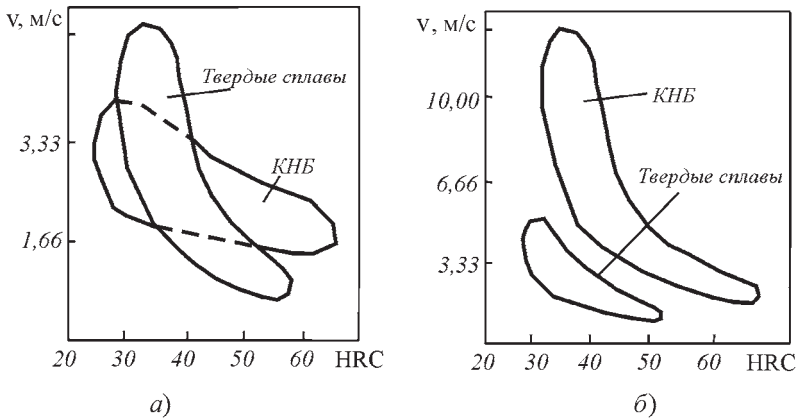 v, м/с
Твердые сплавы
3,33
КНБ
1,66
20 30 40 50 60 HRC
а)
v, м/с
10,00
КНБ
Твердые сплавы
6,66
3,33
20 30 40 50 60 HRC
б)